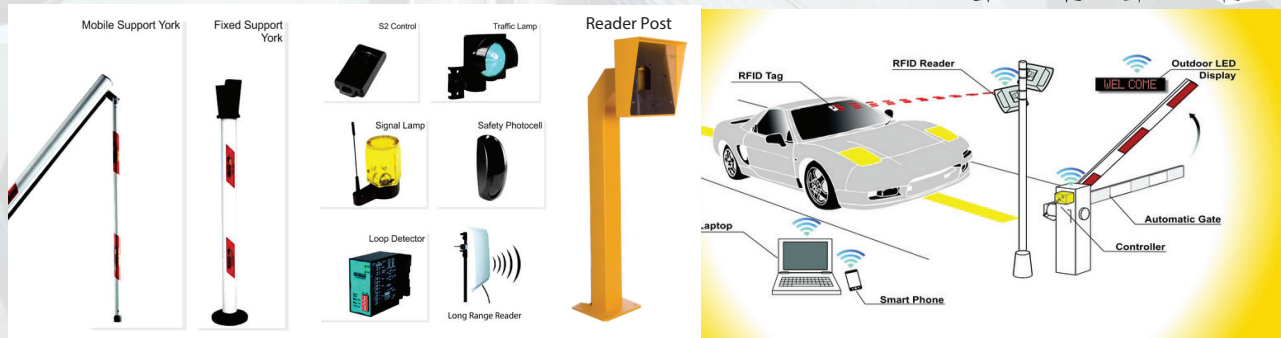 Mobile Support York
Fixed Support
York
S2 Control
Traffic Lamp
Signal Lamp
Safety Photocell
Loop Detector
Long Range Reader
Reader Post
RFID Tag
RFID Reader
WEL COME
Outdoor LED
Display
Automatic Gate
Controller
Laptop
Smart Phone